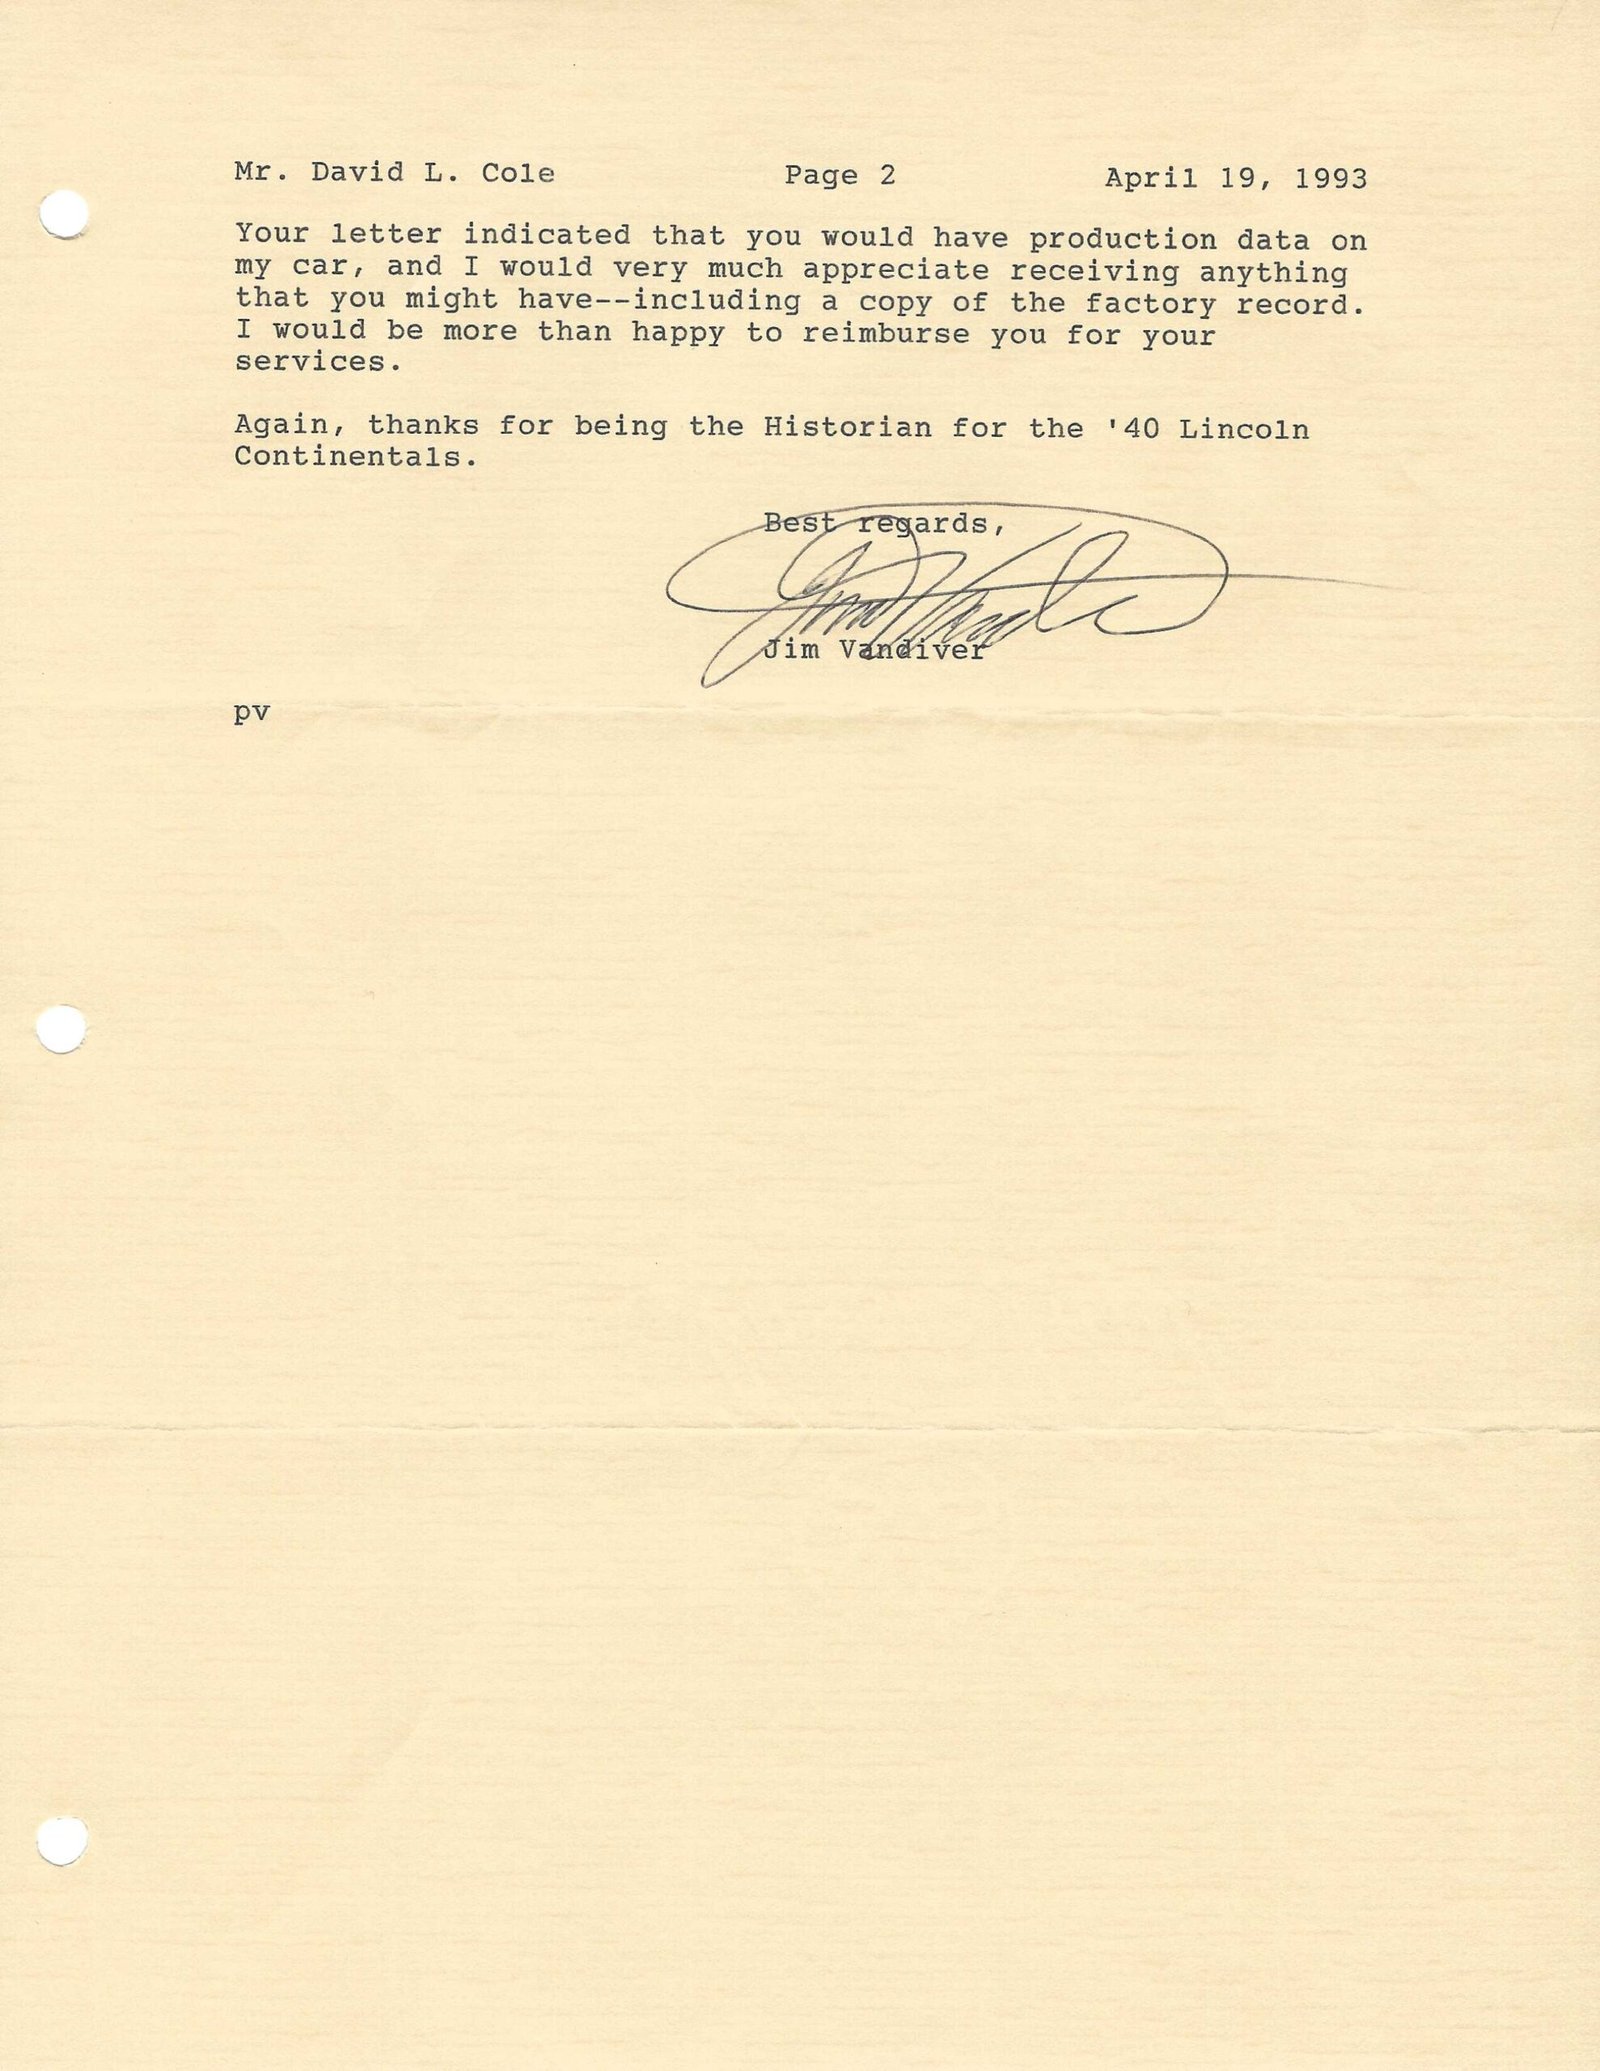 Mr. David L. Cole Page 2 April 19, 1993
Your letter indicated that you would have production data on
my car, and I would very much appreciate receiving anything
that you might have--including a copy of the factory record.
I would be more than happy to reimburse you for your
services.
Again, thanks for being the Historian for the '40 Lincoln
Continentals.
Best regards,
Jim Vandiver
pv